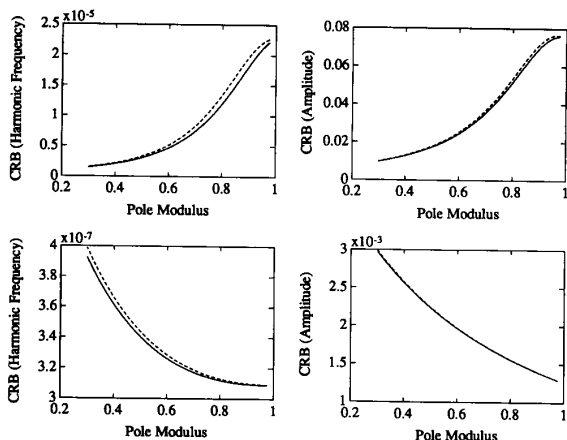 x10-5
2.5
2
1.5
1
0.5
0
0.2 0.4 0.6 0.8 1
Pole Modulus
CRB (Harmonic Frequency)
0.08
0.06
0.04
0.02
0
0.2 0.4 0.6 0.8 1
Pole Modulus
CRB (Amplitude)
x10-7
4
3.8
3.6
3.4
3.2
3
0.2 0.4 0.6 0.8 1
Pole Modulus
CRB (Harmonic Frequency)
x10-3
3
2.5
2
1.5
1
0.2 0.4 0.6 0.8 1
Pole Modulus
CRB (Amplitude)